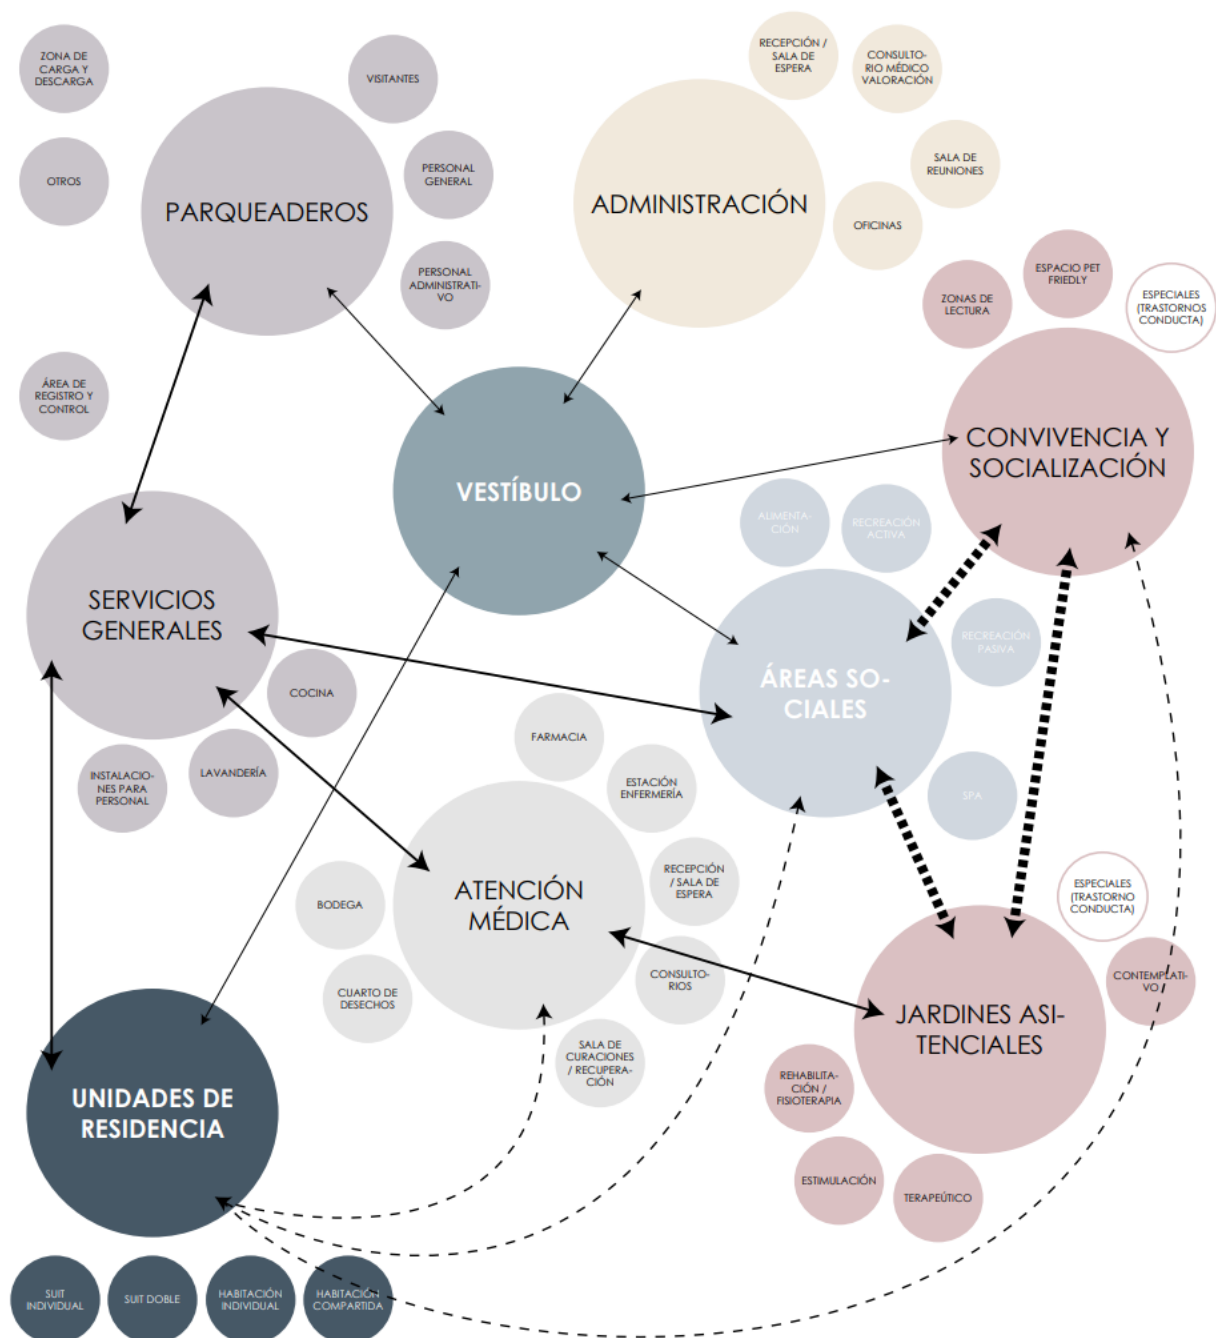 ZONA DE
CARGA Y
DESCARGA
VISITANTES
OTROS
PERSONAL
GENERAL
PARQUEADEROS
PERSONAL
ADMINISTRATI-
VO
ÁREA DE
REGISTRO Y
CONTROL
RECEPCIÓN /
SALA DE
ESPERA
CONSULTO-
RIO MÉDICO
VALORACIÓN
SALA DE
REUNIONES
ADMINISTRACIÓN
OFICINAS
ESPACIO PET
FRIEDLY
ZONAS DE
LECTURA
ESPECIALES
(TRASTORNOS
CONDUCTA)
CONVIVENCIA Y
SOCIALIZACIÓN
VESTÍBULO
ALIMENTA-
CIÓN
RECREACIÓN
ACTIVA
SERVICIOS
GENERALES
RECREACIÓN
PASIVA
ÁREAS SO-
CIALES
COCINA
LAVANDERÍA
INSTALACIO-
NES PARA
PERSONAL
SPA
FARMACIA
ESTACIÓN
ENFERMERÍA
RECEPCIÓN
/ SALA DE
ESPERA
BODEGA
ATENCIÓN
MÉDICA
CONSULTO-
RIOS
CUARTO DE
DESECHOS
SALA DE
CURACIONES
/ RECUPERA-
CIÓN
ESPECIALES
(TRASTORNO
CONDUCTA)
CONTEMPLATI-
VO
JARDINES ASI-
TENCIALES
REHABILITA-
CIÓN /
FISIOTERAPIA
ESTIMULACIÓN
TERAPEÚTICO
UNIDADES DE
RESIDENCIA
SUIT
INDIVIDUAL
SUIT DOBLE
HABITACIÓN
INDIVIDUAL
HABITACIÓN
COMPARTIDA